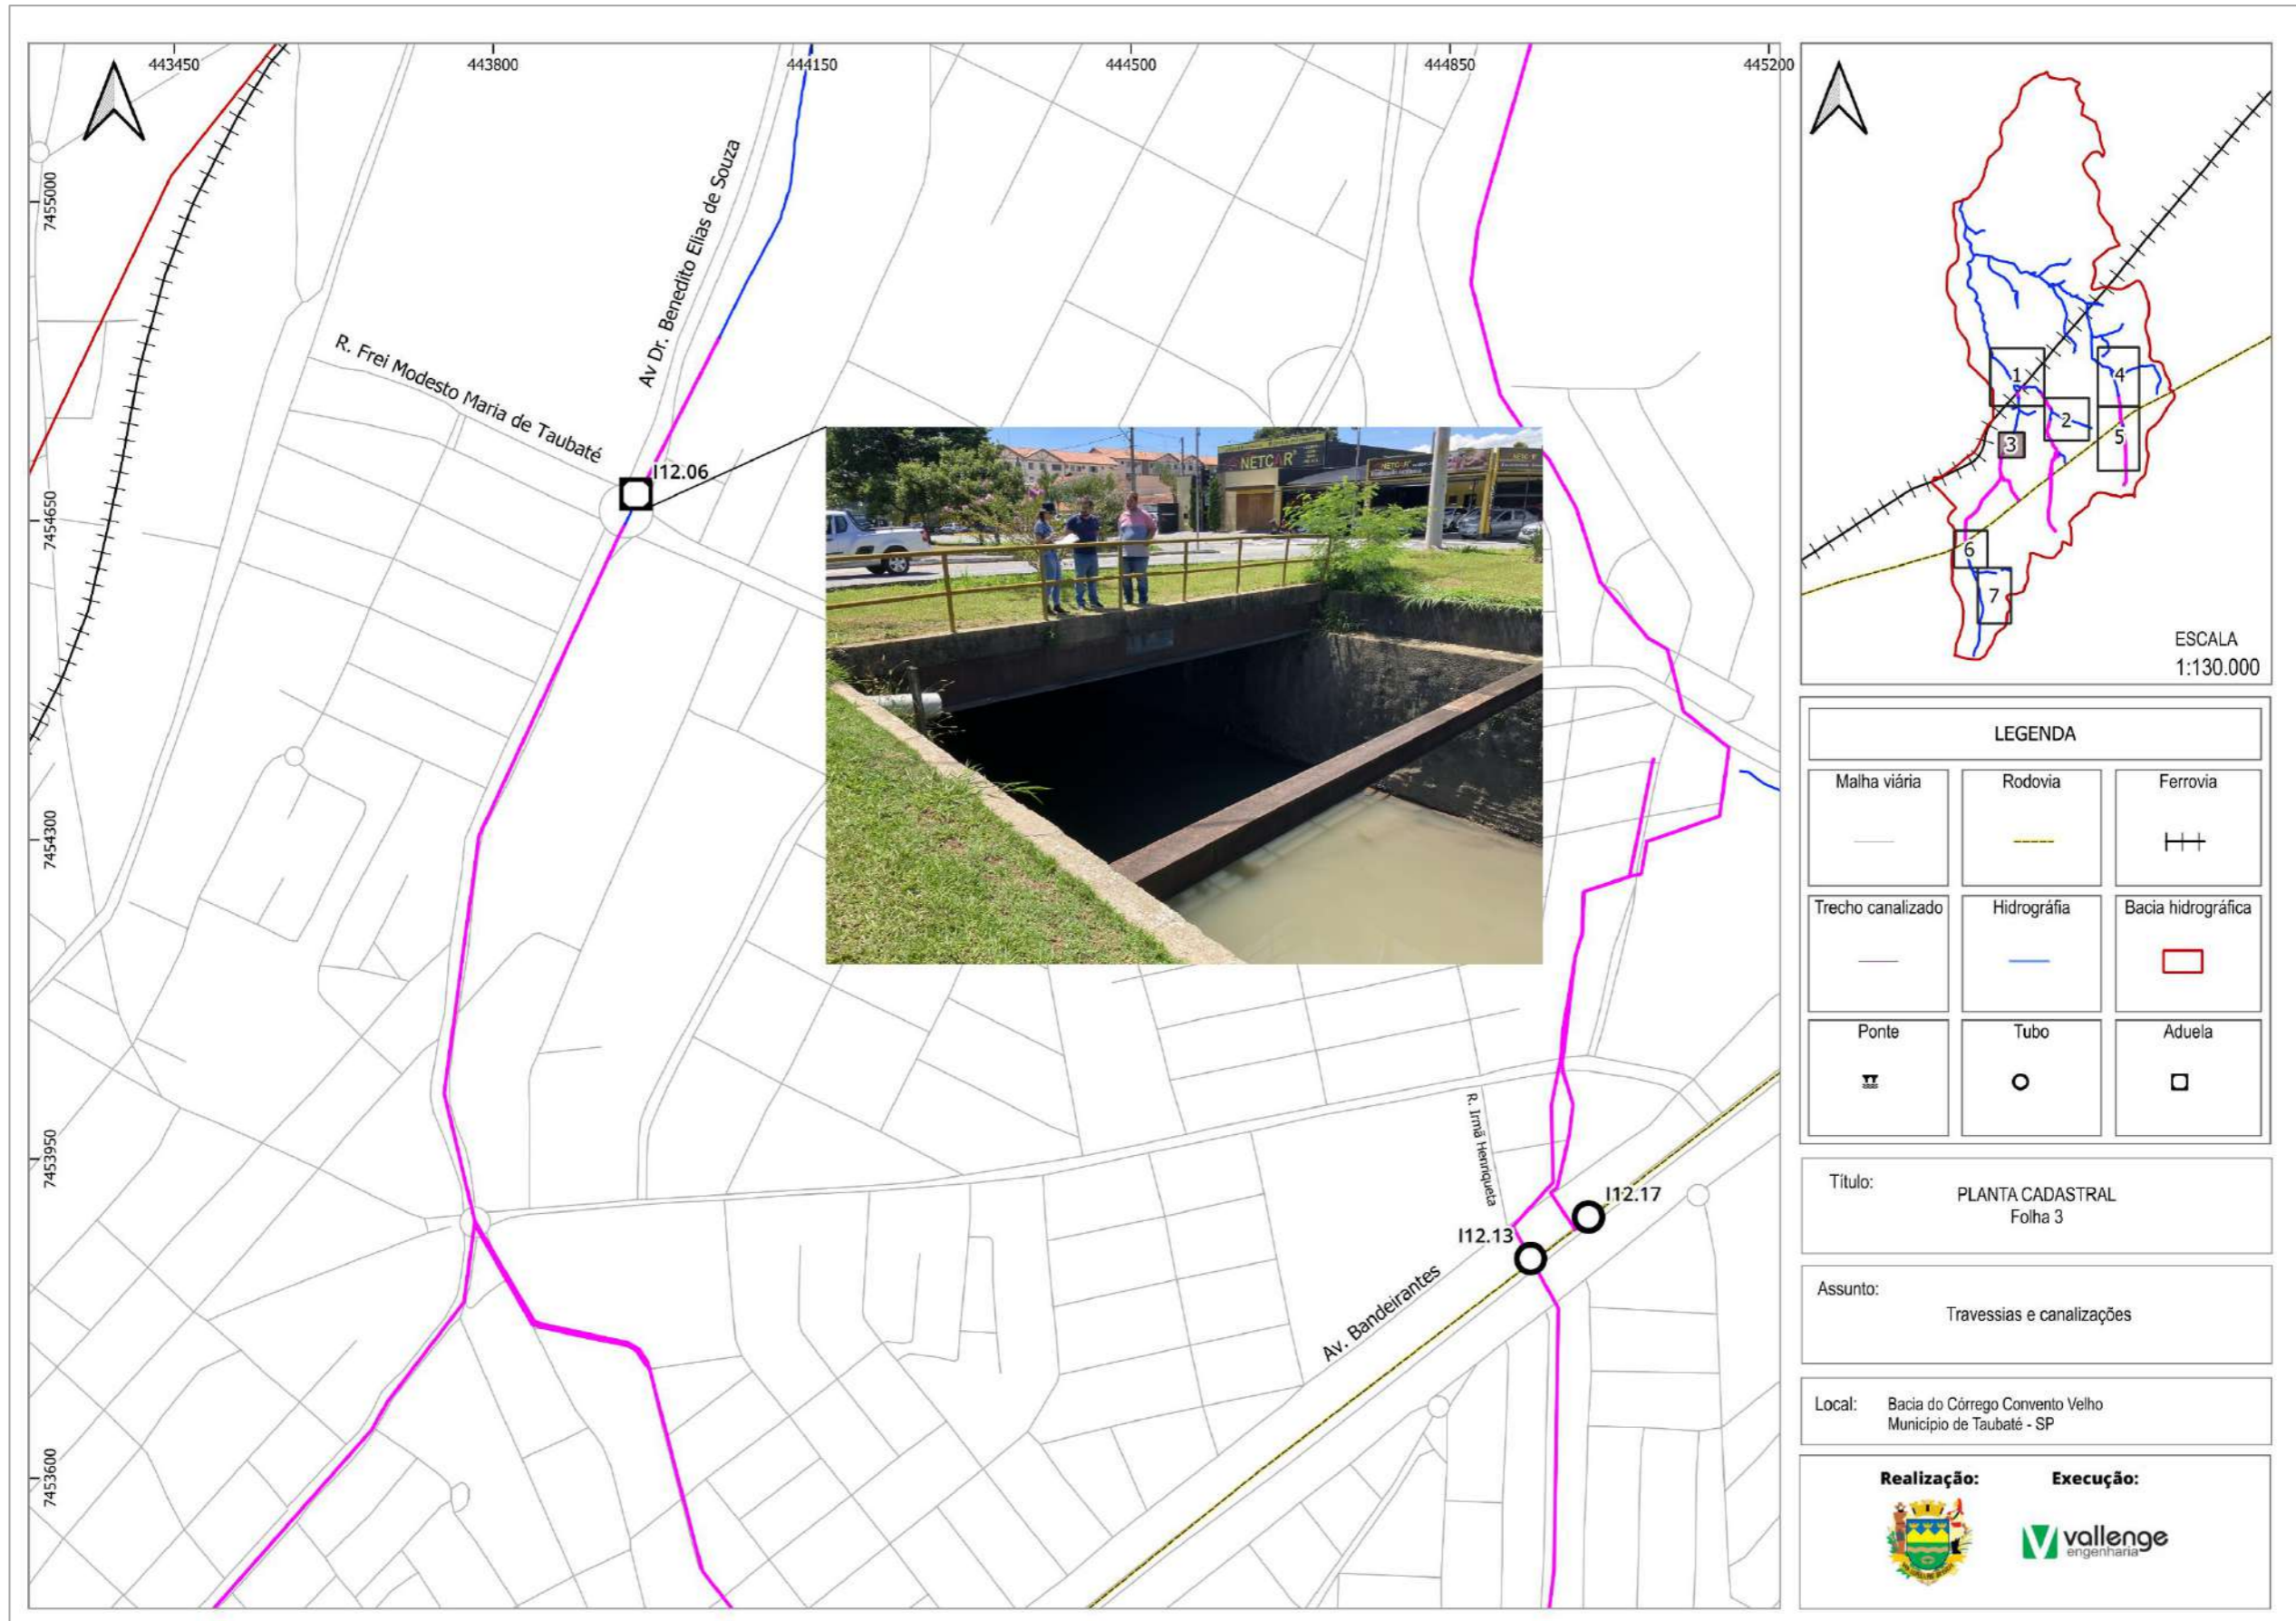 443450
443800
444150
444500
444850
445200
7455000
7454650
7454300
7453950
7453600
Av Dr. Benedito Elias de Souza
R. Frei Modesto Maria de Taubaté
I12.06
NETCAR
NETCAR
R. Irmã Henriqueta
I12.17
I12.13
Av. Bandeirantes
1
2
3
4
5
6
7
ESCALA
1:130.000
LEGENDA
Malha viária
Rodovia
Ferrovia
Trecho canalizado
Hidrográfia
Bacia hidrográfica
Ponte
Tubo
Aduela
Título:
PLANTA CADASTRAL
Folha 3
Assunto:
Travessias e canalizações
Local:
Bacia do Córrego Convento Velho
Município de Taubaté - SP
Realização:
Execução:
vallenge
engenharia